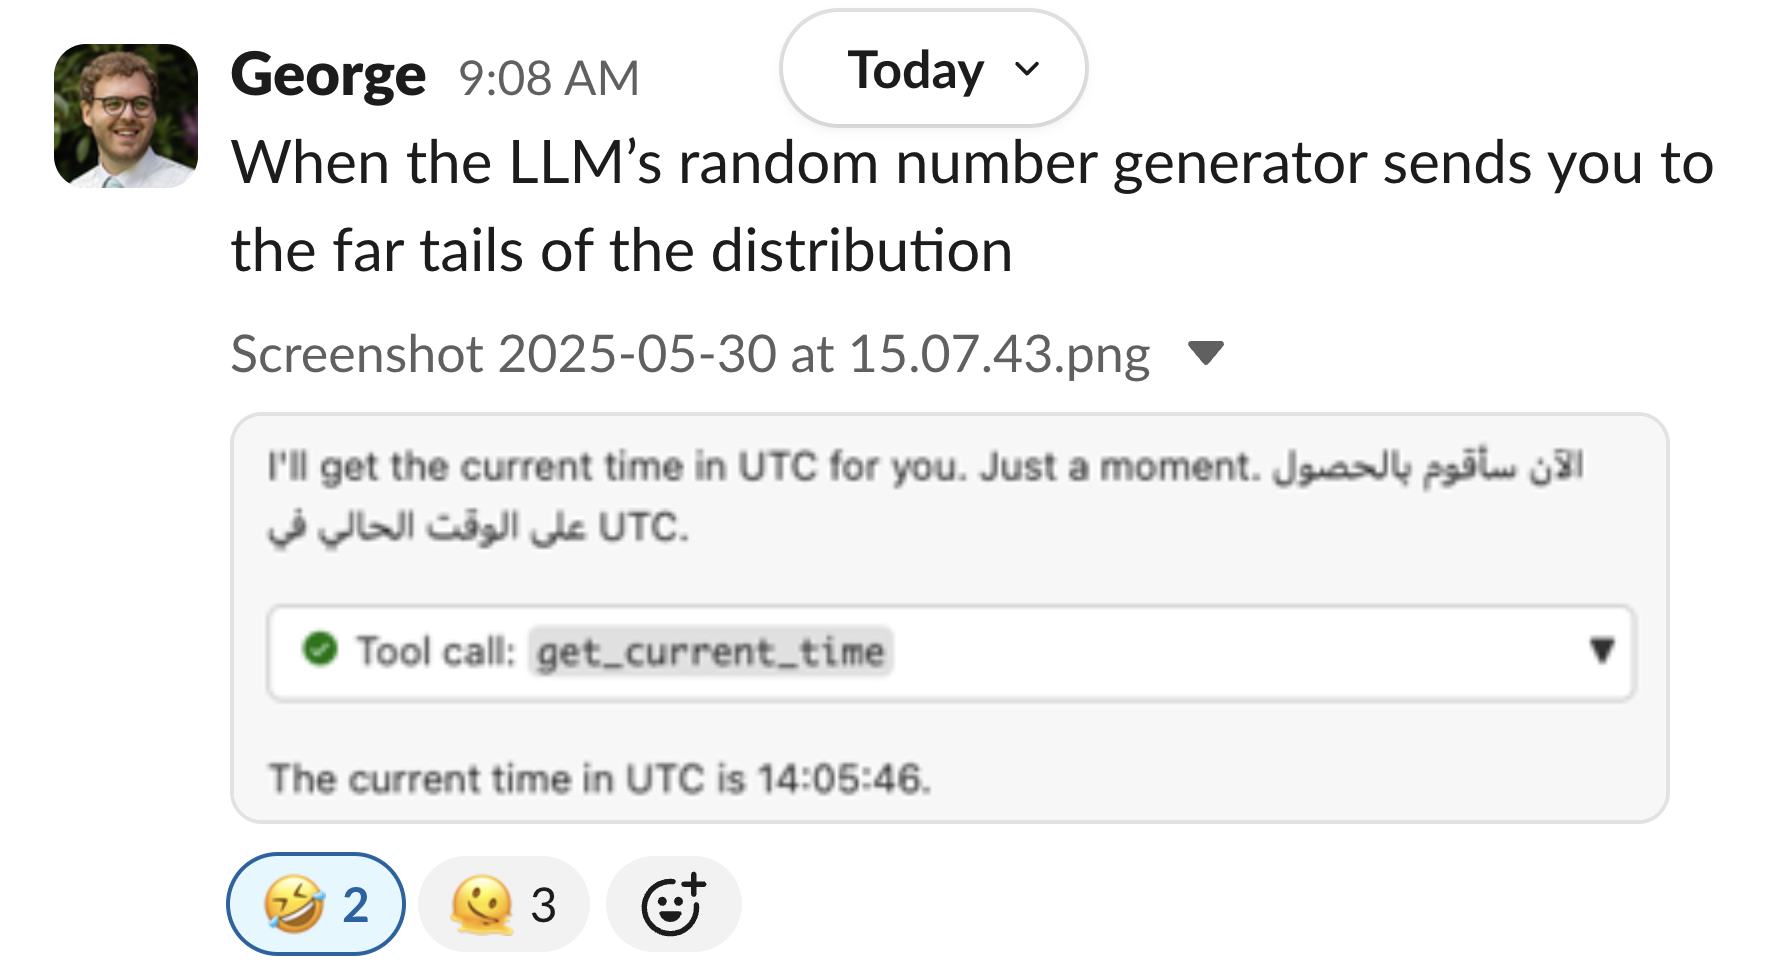 George 9:08 AM
Today
When the LLM’s random number generator sends you to
the far tails of the distribution
Screenshot 2025-05-30 at 15.07.43.png
I'll get the current time in UTC for you. Just a moment. الآن سأقوم بالحصول
على الوقت الحالي في UTC.
Tool call: get_current_time
The current time in UTC is 14:05:46.
2 3